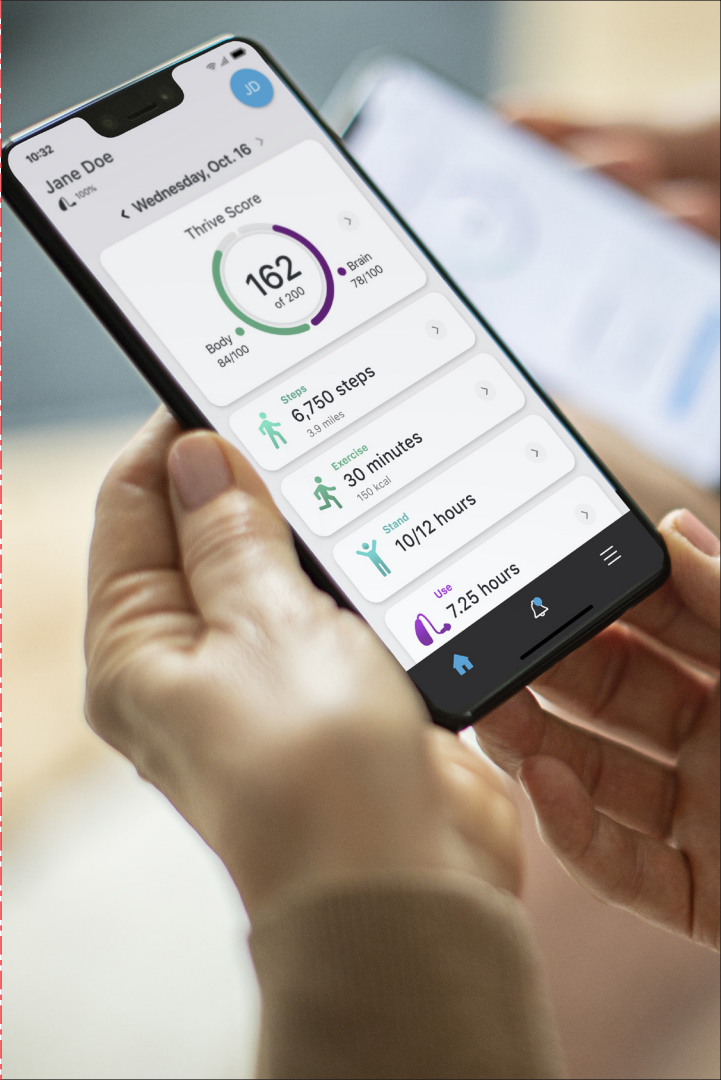 10:32
JD
Jane Doe
100%
Wednesday, Oct. 16
Thrive Score
162
of 200
Brain
78/100
Body
84/100
Steps
6,750 steps
3.9 miles
Exercise
30 minutes
150 kcal
Stand
10/12 hours
Use
7.25 hours